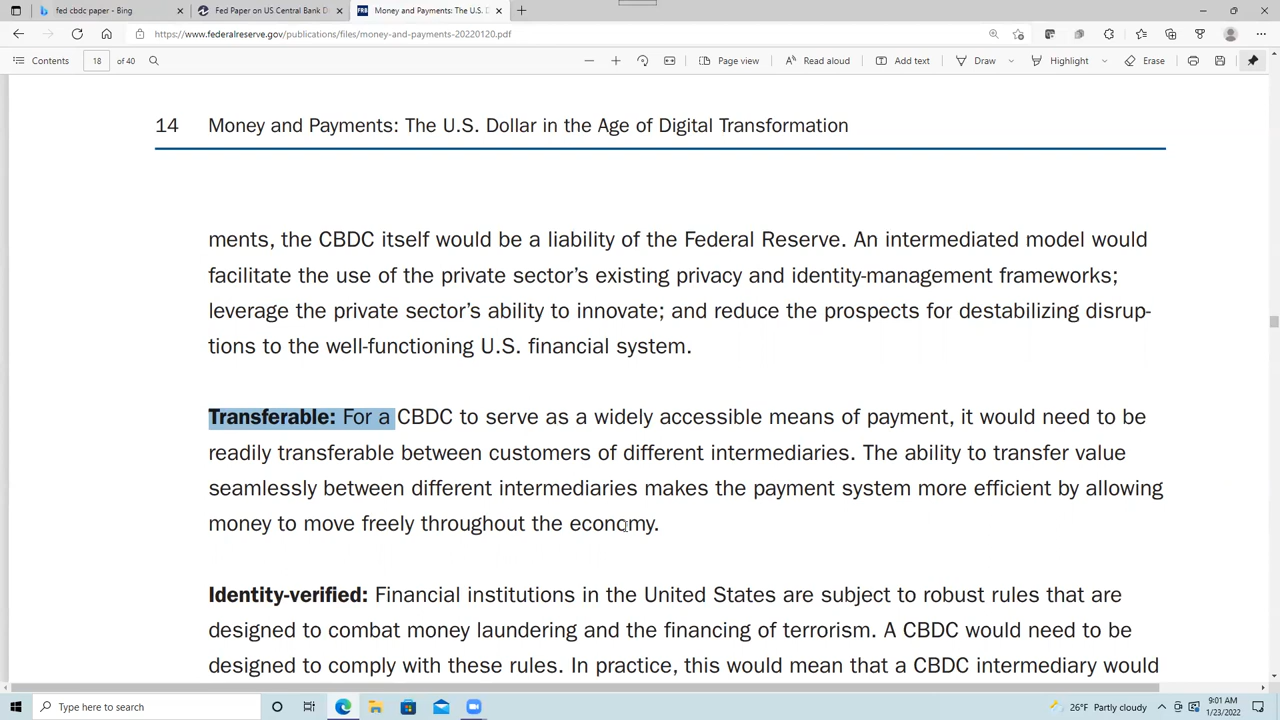 fed cbdc paper - Bing
Fed Paper on US Central Bank D
Money and Payments: The U.S. D
https://www.federalreserve.gov/publications/files/money-and-payments-20220120.pdf
Contents 18 of 40 Page view Read aloud Add text Draw Highlight Erase
14 Money and Payments: The U.S. Dollar in the Age of Digital Transformation
ments, the CBDC itself would be a liability of the Federal Reserve. An intermediated model would
facilitate the use of the private sector's existing privacy and identity-management frameworks;
leverage the private sector's ability to innovate; and reduce the prospects for destabilizing disrup-
tions to the well-functioning U.S. financial system.
Transferable: For a CBDC to serve as a widely accessible means of payment, it would need to be
readily transferable between customers of different intermediaries. The ability to transfer value
seamlessly between different intermediaries makes the payment system more efficient by allowing
money to move freely throughout the economy.
Identity-verified: Financial institutions in the United States are subject to robust rules that are
designed to combat money laundering and the financing of terrorism. A CBDC would need to be
designed to comply with these rules. In practice, this would mean that a CBDC intermediary would
Type here to search
26°F Partly cloudy
9:01 AM
1/23/2022